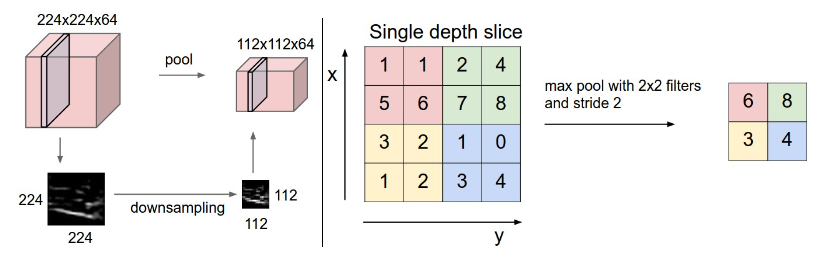 224x224x64
pool
112x112x64
224
224
downsampling
112
112
Single depth slice
x
1 1 2 4
5 6 7 8
3 2 1 0
1 2 3 4
y
max pool with 2x2 filters
and stride 2
6 8
3 4